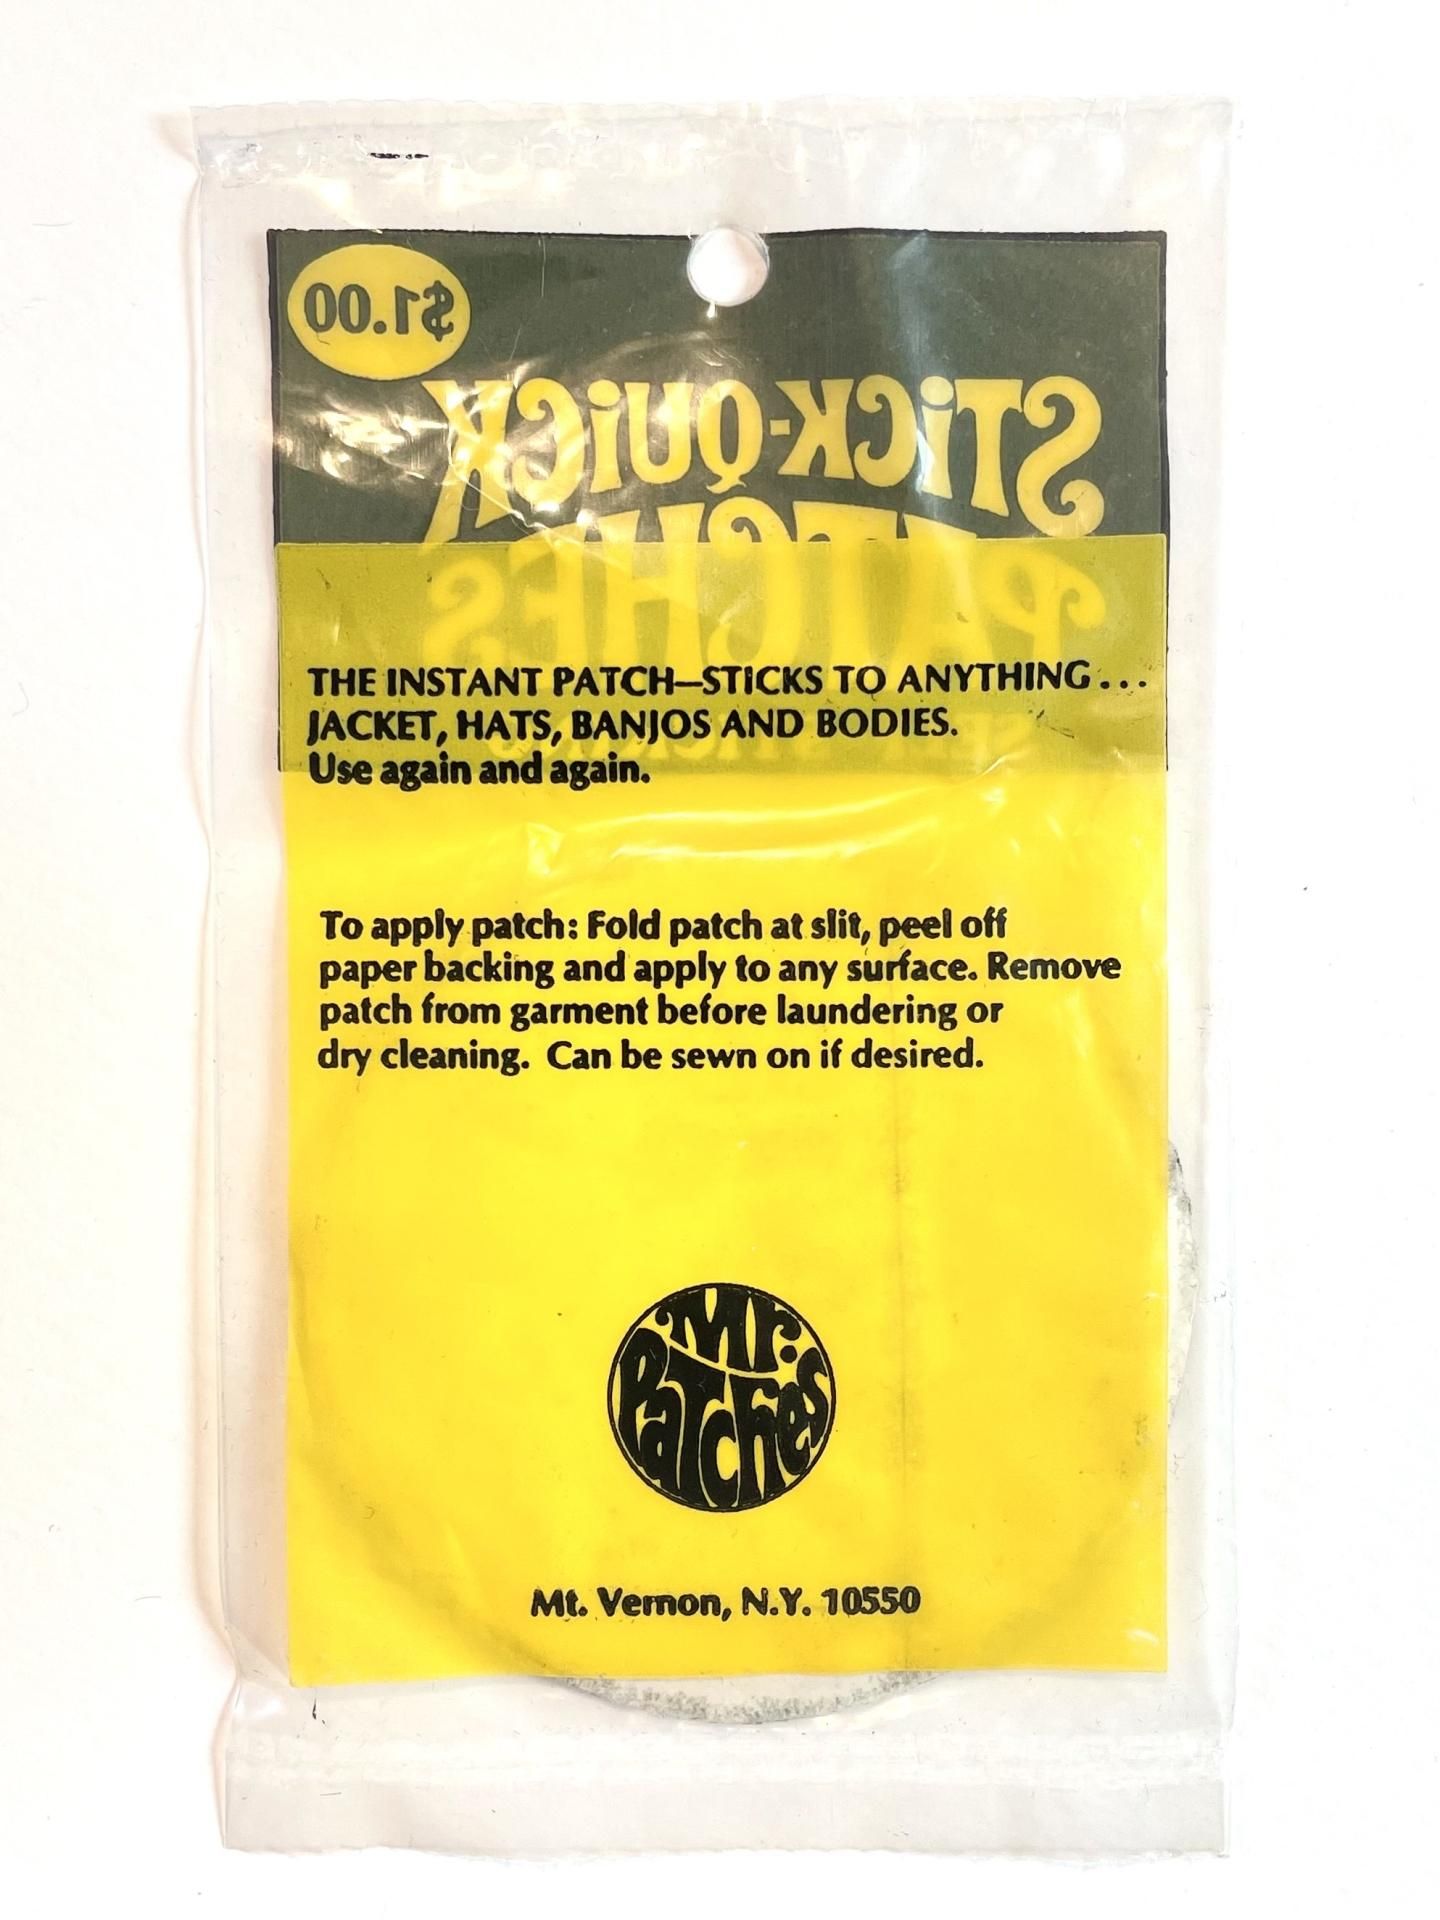 $1.00
STiCK-QUiCK
PATCHES
THE INSTANT PATCH—STICKS TO ANYTHING...
JACKET, HATS, BANJOS AND BODIES.
Use again and again.
To apply patch: Fold patch at slit, peel off
paper backing and apply to any surface. Remove
patch from garment before laundering or
dry cleaning. Can be sewn on if desired.
Mr.
Patches
Mt. Vernon, N.Y. 10550